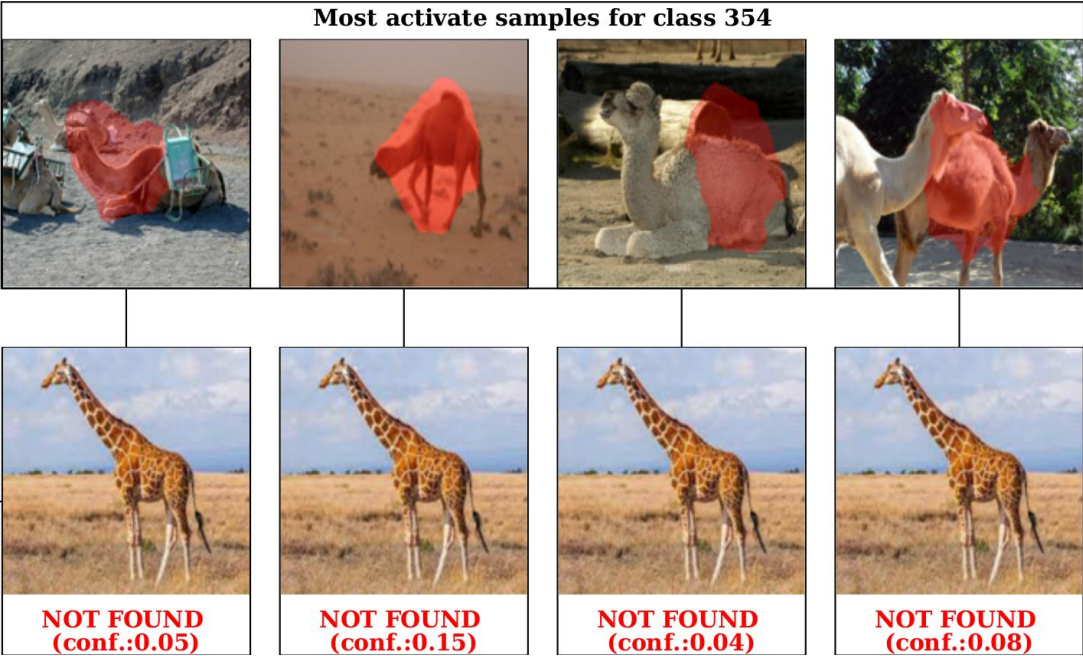 Most activate samples for class 354
NOT FOUND
(conf.:0.05)
NOT FOUND
(conf.:0.15)
NOT FOUND
(conf.:0.04)
NOT FOUND
(conf.:0.08)